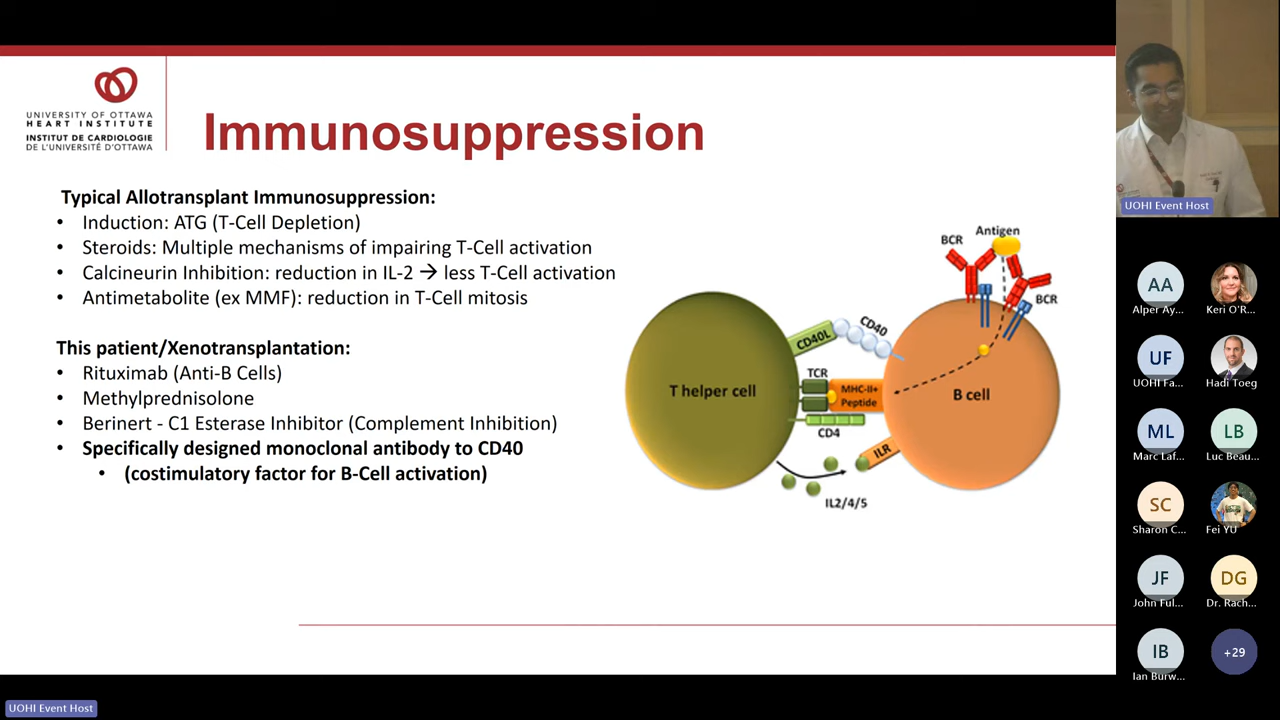 UNIVERSITY OF OTTAWA
HEART INSTITUTE
INSTITUT DE CARDIOLOGIE
DE L'UNIVERSITÉ D'OTTAWA
Immunosuppression
Typical Allotransplant Immunosuppression:
• Induction: ATG (T-Cell Depletion)
• Steroids: Multiple mechanisms of impairing T-Cell activation
• Calcineurin Inhibition: reduction in IL-2 → less T-Cell activation
• Antimetabolite (ex MMF): reduction in T-Cell mitosis
This patient/Xenotransplantation:
• Rituximab (Anti-B Cells)
• Methylprednisolone
• Berinert - C1 Esterase Inhibitor (Complement Inhibition)
• Specifically designed monoclonal antibody to CD40
• (costimulatory factor for B-Cell activation)
Antigen
BCR
BCR
CD40L
CD40
TCR
MHC-II+
Peptide
CD4
T helper cell
B cell
ILR
IL2/4/5
UOHI Event Host
AA
Alper Ay...
Keri O'R...
UF
UOHI Fa...
Hadi Toeg
ML
Marc Laf...
LB
Luc Beau...
SC
Sharon C...
Fei YU
JF
John Ful...
DG
Dr. Rach...
IB
Ian Burw...
+29
UOHI Event Host